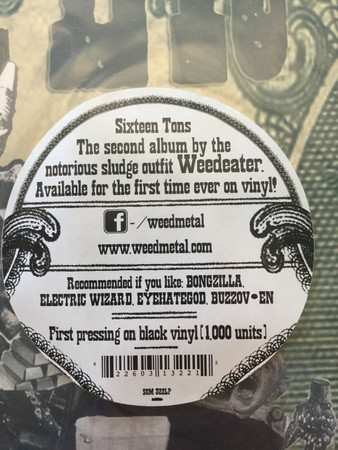 Sixteen Tons
The second album by the
notorious sludge outfit Weedeater.
Available for the first time ever on vinyl!
f-/weedmetal
www.weedmetal.com
Recommended if you like: BONGZILLA,
ELECTRIC WIZARD, EYEHATEGOD, BUZZOV•EN
First pressing on black vinyl (1,000 units)
22603 13221